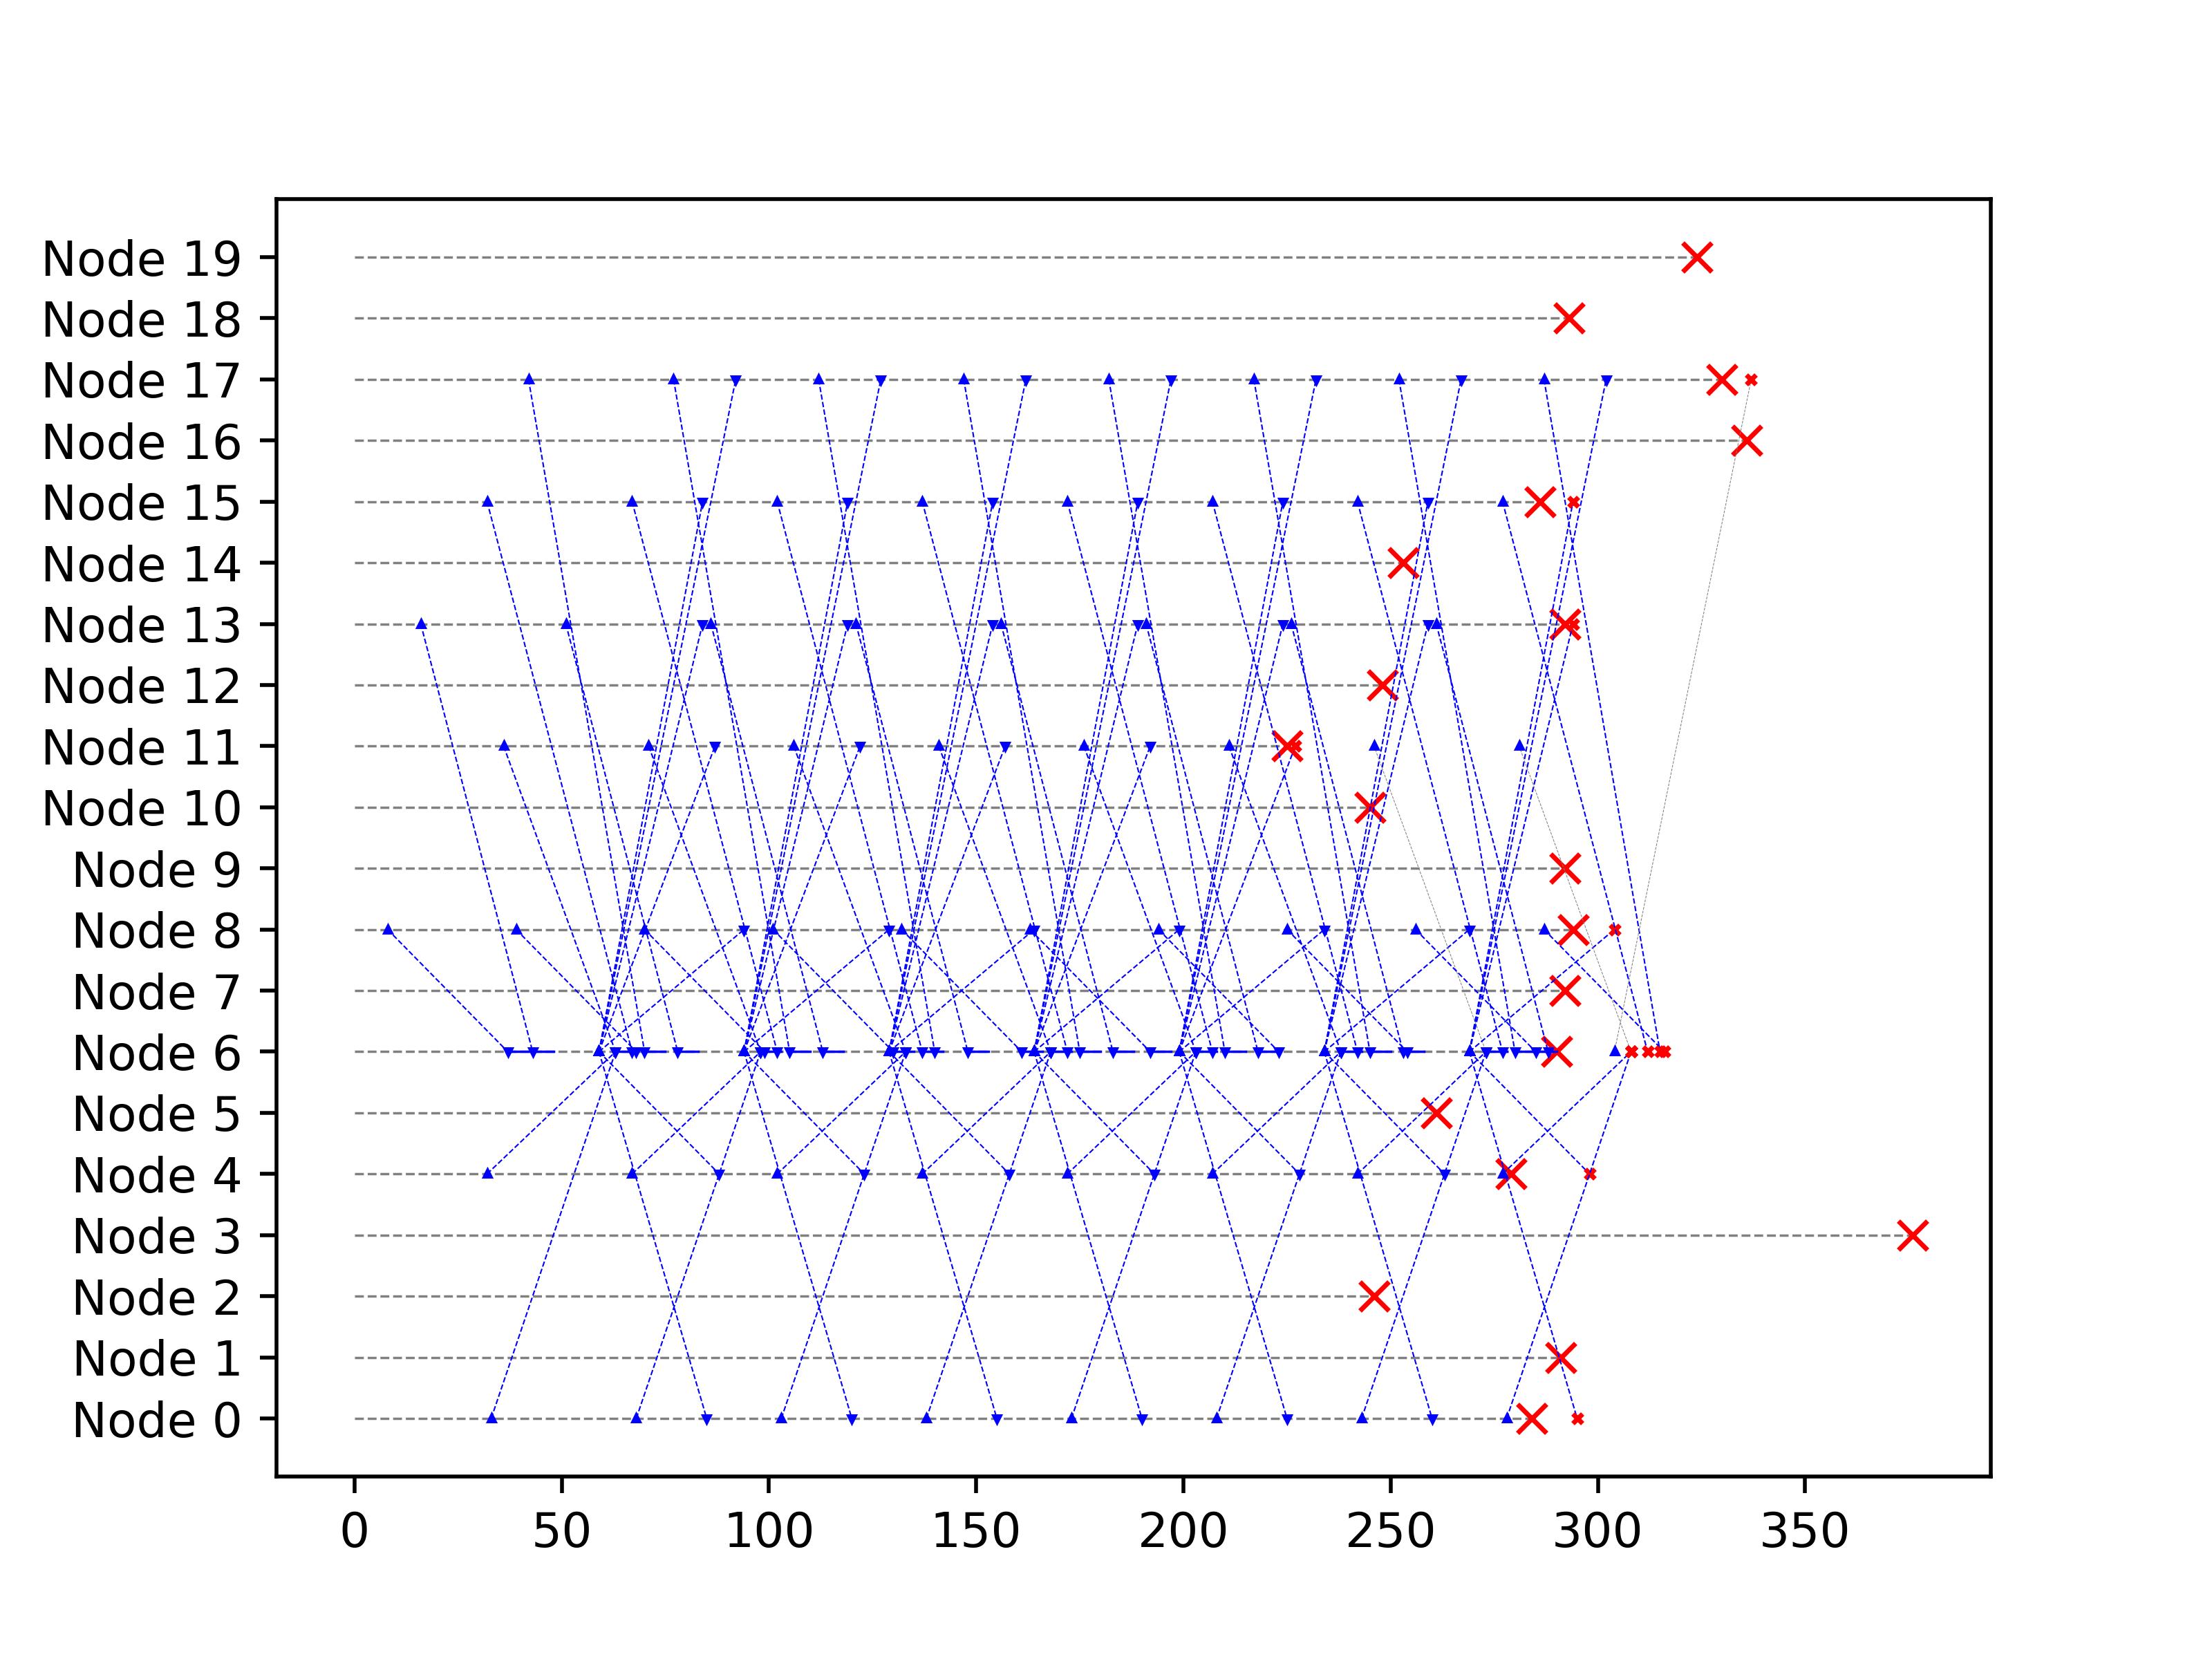 Node 19
Node 18
Node 17
Node 16
Node 15
Node 14
Node 13
Node 12
Node 11
Node 10
Node 9
Node 8
Node 7
Node 6
Node 5
Node 4
Node 3
Node 2
Node 1
Node 0
0 50 100 150 200 250 300 350